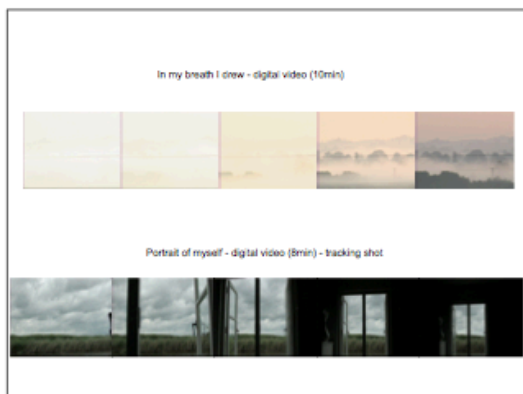 In my breath I drew - digital video (10min)
Portrait of myself - digital video (8min) - tracking shot